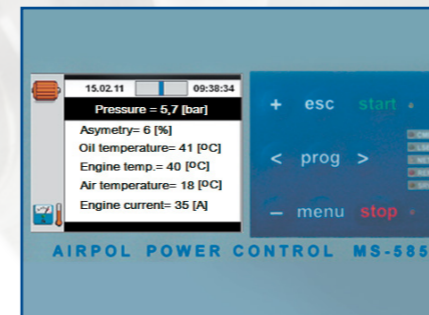 15.02.11 09:38:34
Pressure = 5,7 [bar]
Asymetry= 6 [%]
Oil temperature= 41 [ºC]
Engine temp.= 40 [ºC]
Air temperature= 18 [ºC]
Engine current= 35 [A]
+ esc start
< prog >
− menu stop
AIRPOL POWER CONTROL MS-585